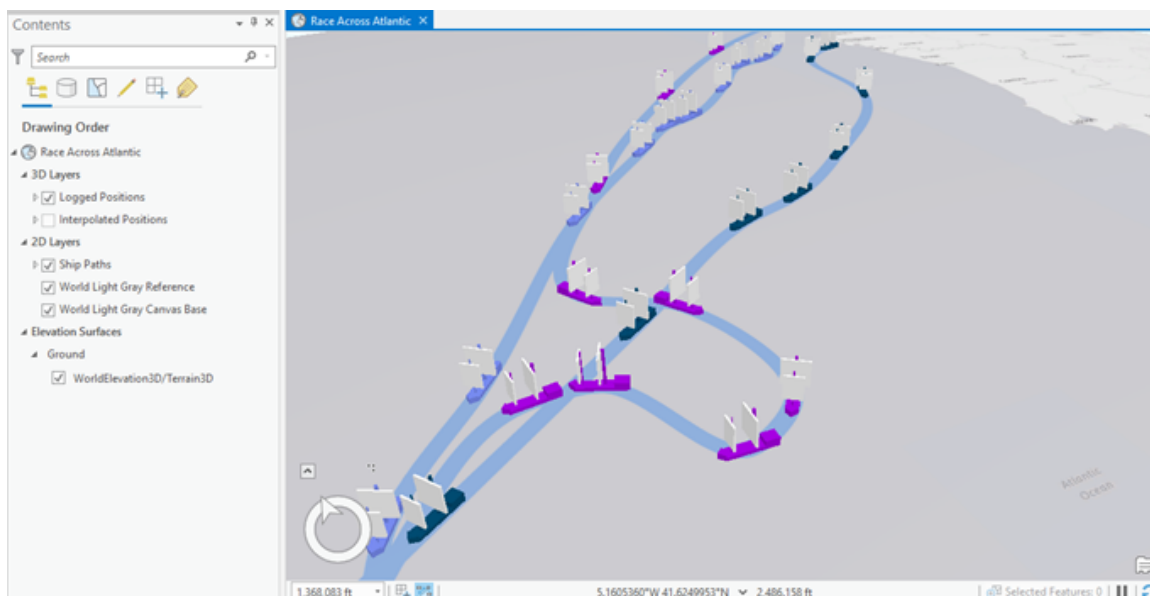 Contents
Search
Drawing Order
Race Across Atlantic
3D Layers
Logged Positions
Interpolated Positions
2D Layers
Ship Paths
World Light Gray Reference
World Light Gray Canvas Base
Elevation Surfaces
Ground
WorldElevation3D/Terrain3D
Race Across Atlantic
Atlantic
Ocean
1,368,083 ft
5.1605360°W 41.6249953°N 2,486,158 ft
Selected Features: 0